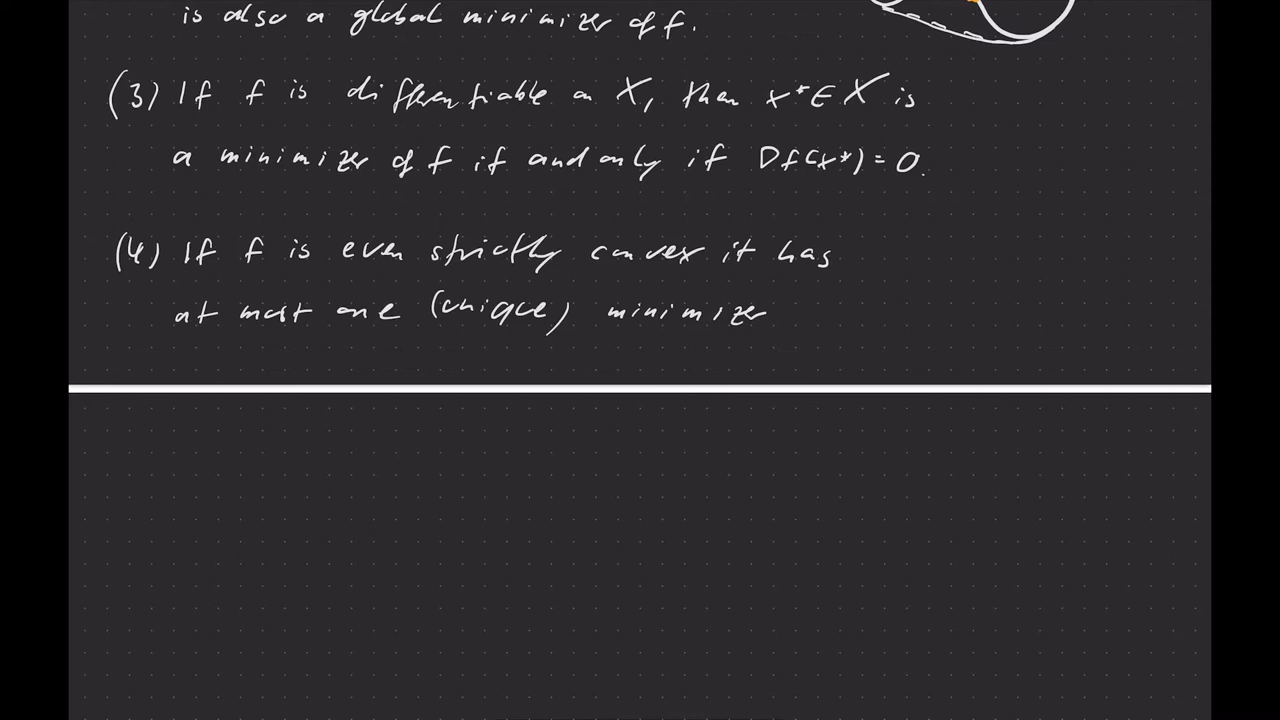 is also a global minimizer of f.
(3) If f is differentiable on X, then x* ∈ X is
a minimizer of f if and only if Df(x*) = 0.
(4) If f is even strictly convex it has
at most one (unique) minimizer